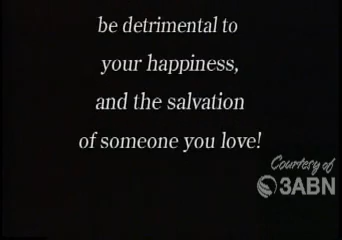 be detrimental to
your happiness,
and the salvation
of someone you love!
Courtesy of
3ABN